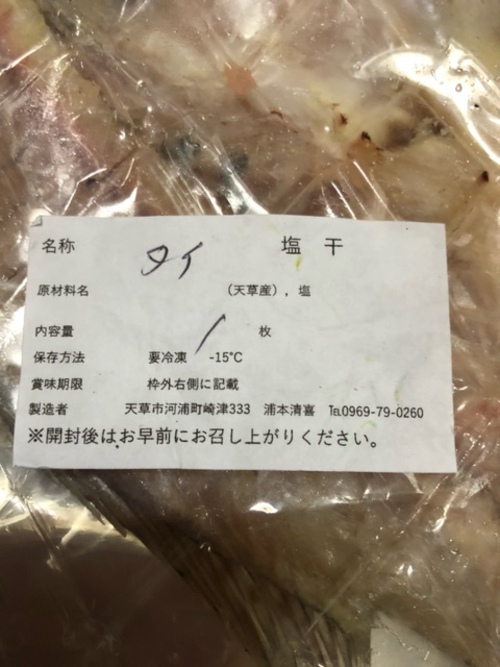 名称 タイ 塩干
原材料名 （天草産），塩
内容量 1 枚
保存方法 要冷凍 -15℃
賞味期限 枠外右側に記載
製造者 天草市河浦町崎津333 浦本清喜 ℡0969-79-0260
※開封後はお早前にお召し上がりください。